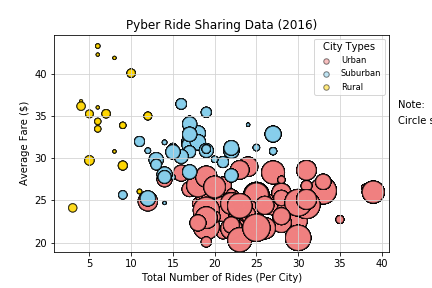 Pyber Ride Sharing Data (2016)
City Types
Urban
Suburban
Rural
Note:
Circle s
Average Fare ($)
40
35
30
25
20
5
10
15
20
25
30
35
40
Total Number of Rides (Per City)